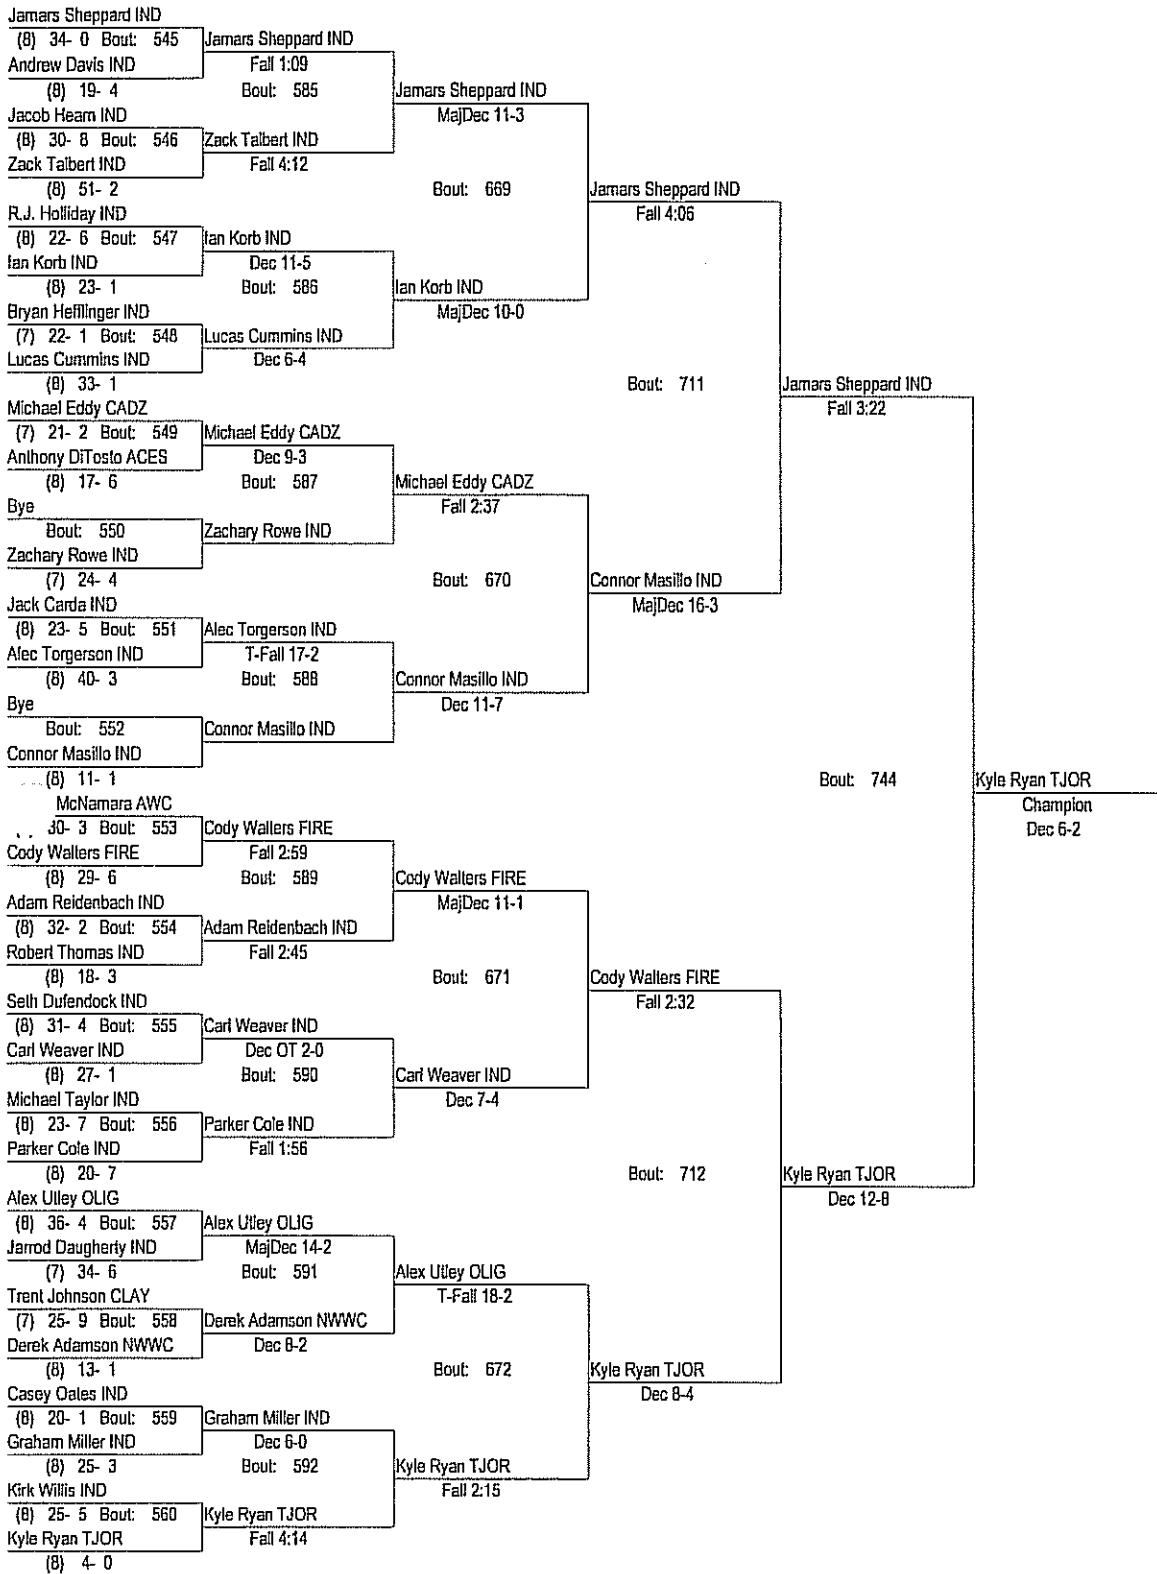 Jamars Sheppard IND
(8) 34- 0 Bout: 545
Andrew Davis IND
(8) 19- 4
Jacob Hearn IND
(8) 30- 8 Bout: 546
Zack Talbert IND
(8) 51- 2
R.J. Holliday IND
(8) 22- 6 Bout: 547
Ian Korb IND
(8) 23- 1
Bryan Hefflinger IND
(7) 22- 1 Bout: 548
Lucas Cummins IND
(8) 33- 1
Michael Eddy CADZ
(7) 21- 2 Bout: 549
Anthony DiTosto ACES
(8) 17- 6
Bye
Bout: 550
Zachary Rowe IND
(7) 24- 4
Jack Carda IND
(8) 23- 5 Bout: 551
Alec Torgerson IND
(8) 40- 3
Bye
Bout: 552
Connor Masillo IND
(8) 11- 1
McNamara AWC
30- 3 Bout: 553
Cody Walters FIRE
(8) 29- 6
Adam Reidenbach IND
(8) 32- 2 Bout: 554
Robert Thomas IND
(8) 18- 3
Seth Dufendock IND
(8) 31- 4 Bout: 555
Carl Weaver IND
(8) 27- 1
Michael Taylor IND
(8) 23- 7 Bout: 556
Parker Cole IND
(8) 20- 7
Alex Utley OLIG
(8) 36- 4 Bout: 557
Jarrod Daugherty IND
(7) 34- 6
Trent Johnson CLAY
(7) 25- 9 Bout: 558
Derek Adamson NWWC
(8) 13- 1
Casey Oates IND
(8) 20- 1 Bout: 559
Graham Miller IND
(8) 25- 3
Kirk Willis IND
(8) 25- 5 Bout: 560
Kyle Ryan TJOR
(8) 4- 0
Jamars Sheppard IND
Fall 1:09
Bout: 585
Zack Talbert IND
Fall 4:12
Ian Korb IND
Dec 11-5
Bout: 586
Lucas Cummins IND
Dec 6-4
Michael Eddy CADZ
Dec 9-3
Bout: 587
Zachary Rowe IND
Alec Torgerson IND
T-Fall 17-2
Bout: 588
Connor Masillo IND
Cody Walters FIRE
Fall 2:59
Bout: 589
Adam Reidenbach IND
Fall 2:45
Carl Weaver IND
Dec OT 2-0
Bout: 590
Parker Cole IND
Fall 1:56
Alex Utley OLIG
MajDec 14-2
Bout: 591
Derek Adamson NWWC
Dec 8-2
Graham Miller IND
Dec 6-0
Bout: 592
Kyle Ryan TJOR
Fall 4:14
Jamars Sheppard IND
MajDec 11-3
Bout: 669
Ian Korb IND
MajDec 10-0
Michael Eddy CADZ
Fall 2:37
Bout: 670
Connor Masillo IND
Dec 11-7
Cody Walters FIRE
MajDec 11-1
Bout: 671
Carl Weaver IND
Dec 7-4
Alex Utley OLIG
T-Fall 18-2
Bout: 672
Kyle Ryan TJOR
Fall 2:15
Jamars Sheppard IND
Fall 4:06
Bout: 711
Connor Masillo IND
MajDec 16-3
Cody Walters FIRE
Fall 2:32
Bout: 712
Kyle Ryan TJOR
Dec 8-4
Jamars Sheppard IND
Fall 3:22
Bout: 744
Kyle Ryan TJOR
Dec 12-8
Kyle Ryan TJOR
Champion
Dec 6-2